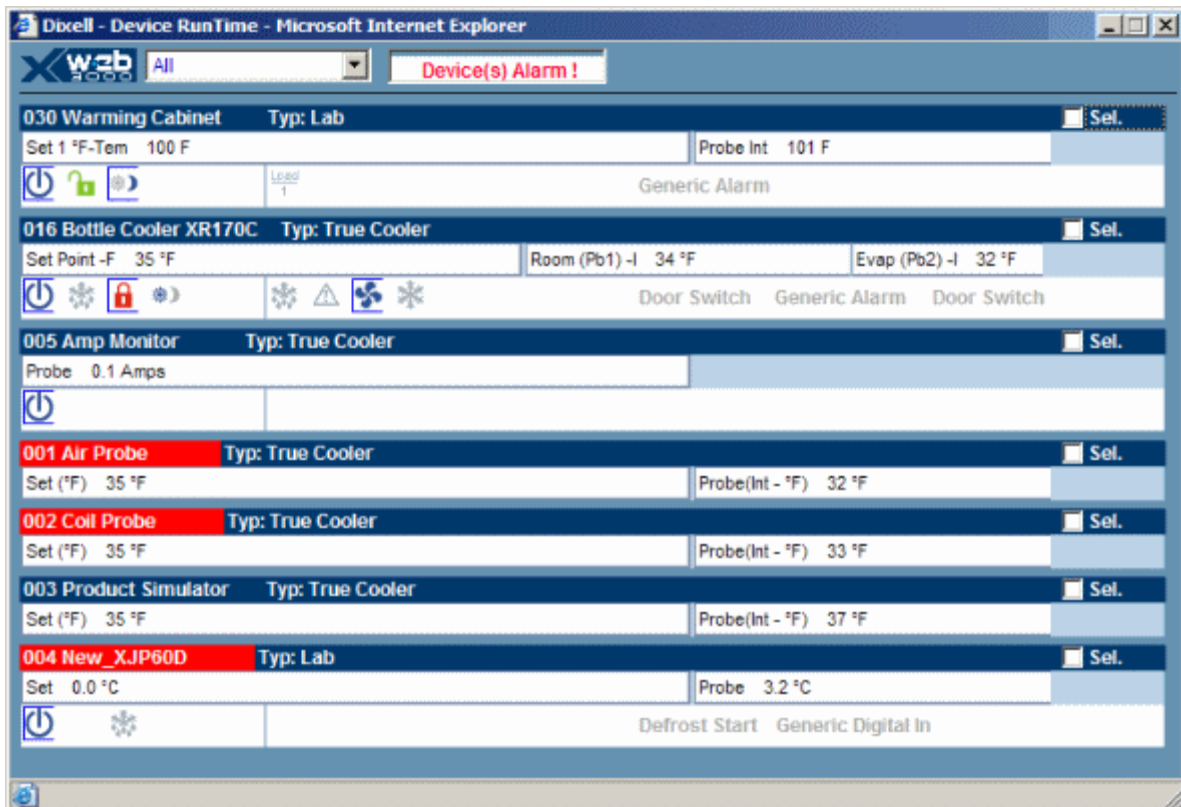 Dixell - Device RunTime - Microsoft Internet Explorer
Xweb 3000 All Device(s) Alarm !
030 Warming Cabinet Typ: Lab Sel.
Set 1 °F-Tem 100 F Probe Int 101 F
Load 1 Generic Alarm
016 Bottle Cooler XR170C Typ: True Cooler Sel.
Set Point -F 35 °F Room (Pb1) -I 34 °F Evap (Pb2) -I 32 °F
Door Switch Generic Alarm Door Switch
005 Amp Monitor Typ: True Cooler Sel.
Probe 0.1 Amps
001 Air Probe Typ: True Cooler Sel.
Set (°F) 35 °F Probe(Int - °F) 32 °F
002 Coil Probe Typ: True Cooler Sel.
Set (°F) 35 °F Probe(Int - °F) 33 °F
003 Product Simulator Typ: True Cooler Sel.
Set (°F) 35 °F Probe(Int - °F) 37 °F
004 New_XJP60D Typ: Lab Sel.
Set 0.0 °C Probe 3.2 °C
Defrost Start Generic Digital In